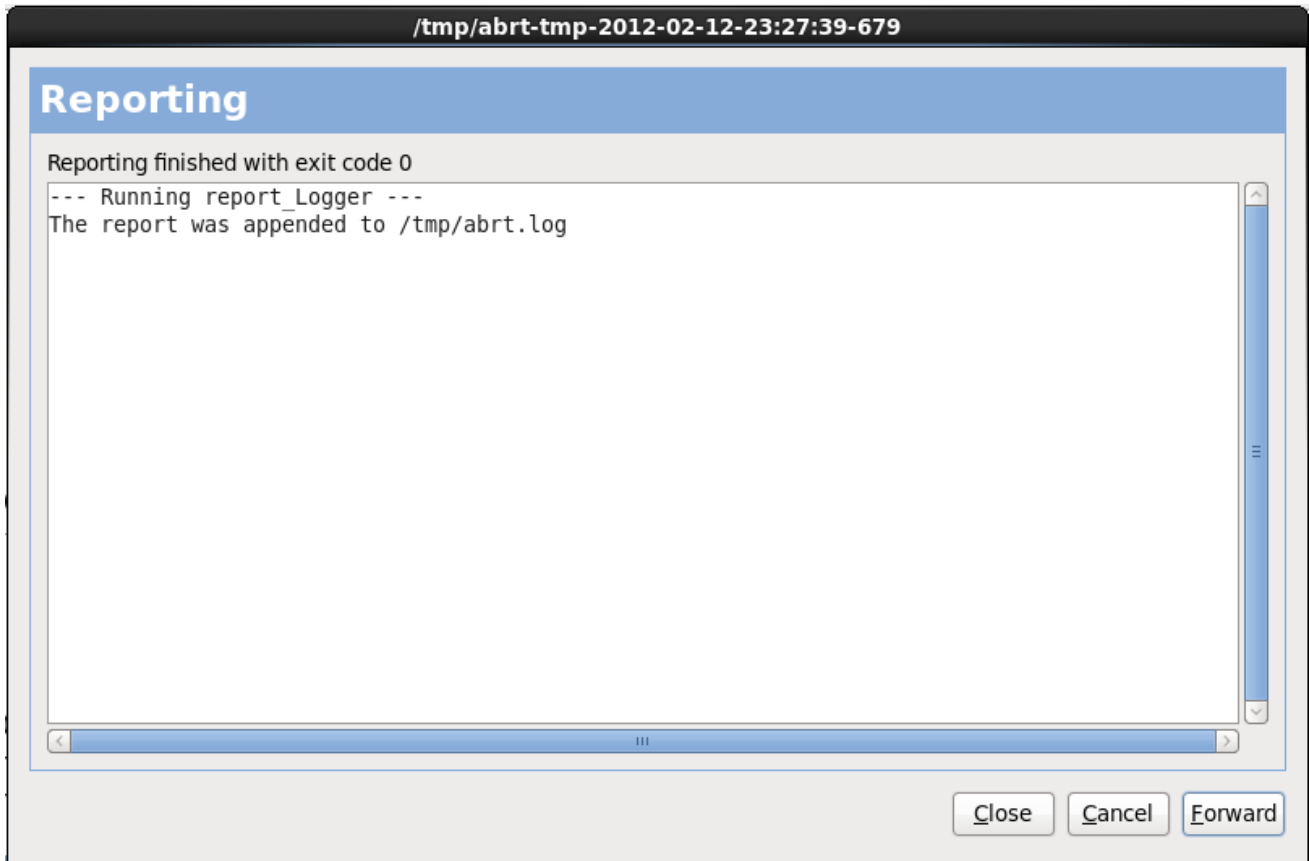 /tmp/abrt-tmp-2012-02-12-23:27:39-679
Reporting
Reporting finished with exit code 0
--- Running report_Logger ---
The report was appended to /tmp/abrt.log
Close Cancel Forward